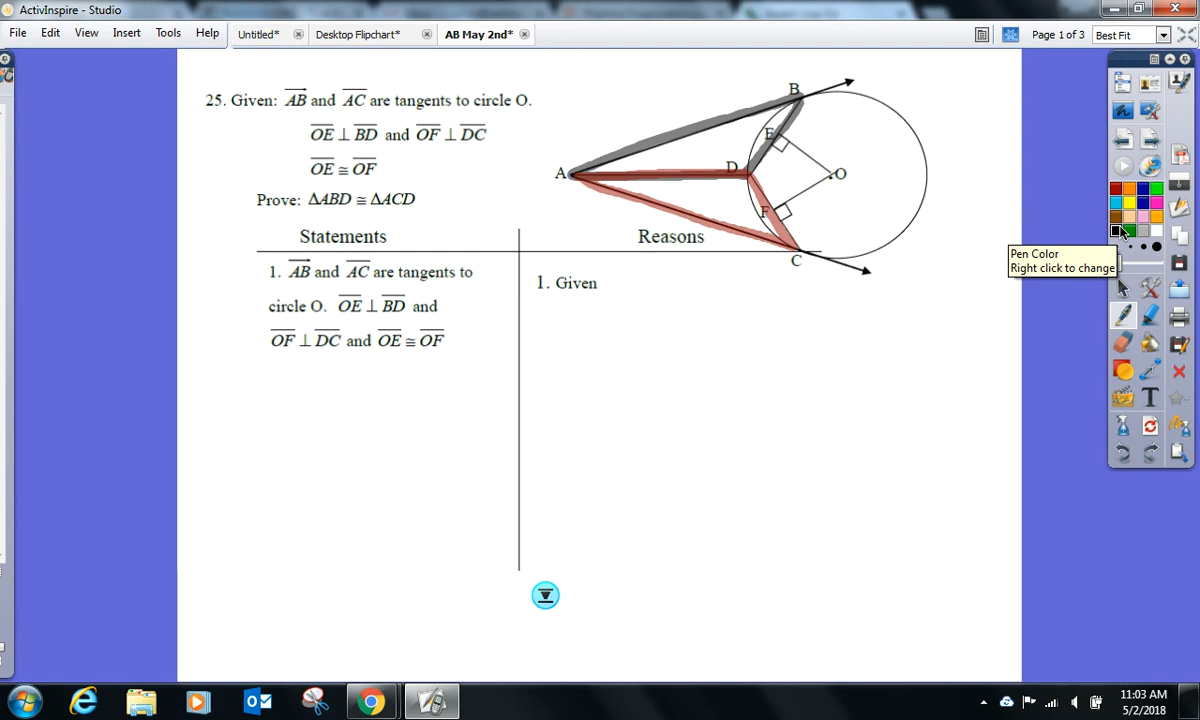 ActivInspire - Studio
File Edit View Insert Tools Help
Untitled* Desktop Flipchart* AB May 2nd*
Page 1 of 3 Best Fit
25. Given: AB and AC are tangents to circle O.
OE ⊥ BD and OF ⊥ DC
OE ≅ OF
Prove: ΔABD ≅ ΔACD
B
E
A
D
O
F
C
Statements Reasons
1. AB and AC are tangents to
circle O. OE ⊥ BD and
OF ⊥ DC and OE ≅ OF
1. Given
Pen Color
Right click to change
T
11:03 AM
5/2/2018